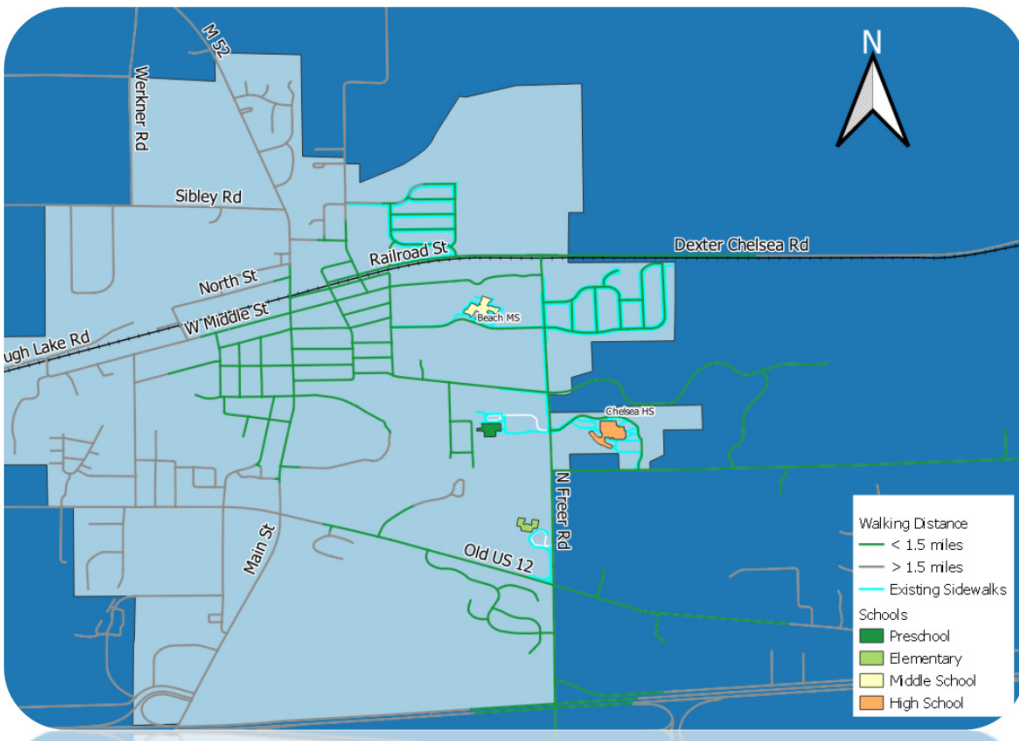 N
M 52
Werkner Rd
Sibley Rd
Dexter Chelsea Rd
Railroad St
North St
W Middle St
Beach MS
ugh Lake Rd
Chelsea HS
N Freer Rd
Main St
Old US 12
Walking Distance
< 1.5 miles
> 1.5 miles
Existing Sidewalks
Schools
Preschool
Elementary
Middle School
High School